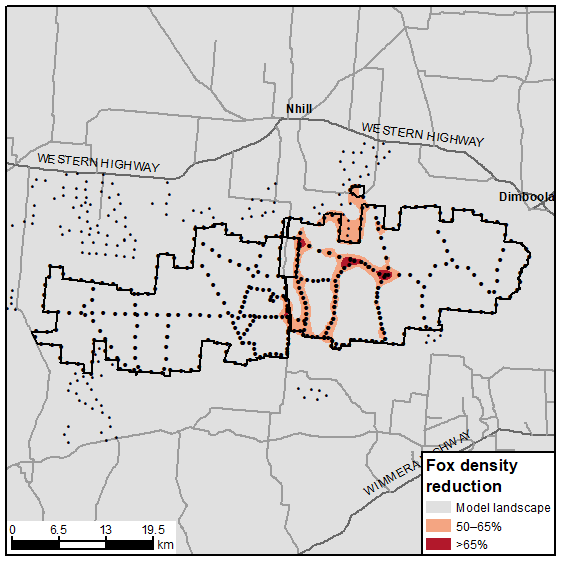 Nhill
WESTERN HIGHWAY
WESTERN HIGHWAY
Dimboola
WIMMERA HIGHWAY
Fox density
reduction
Model landscape
50–65%
>65%
0 6.5 13 19.5
km